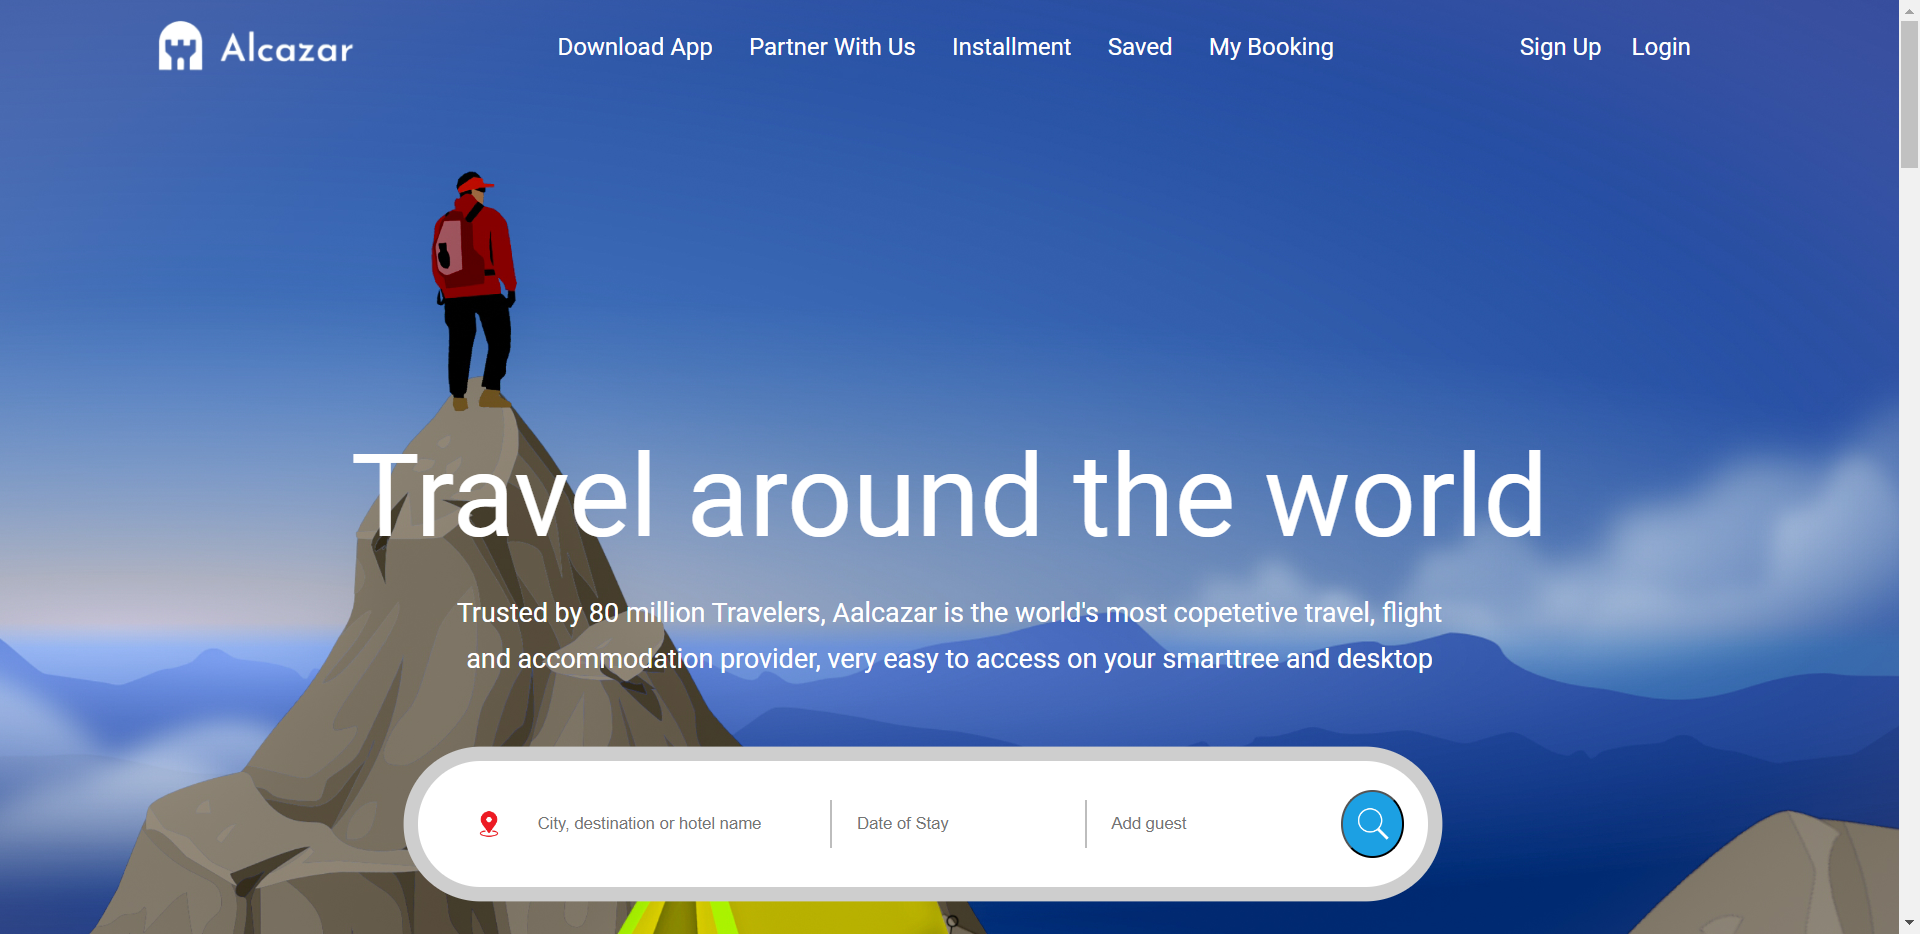 Alcazar
Download App
Partner With Us
Installment
Saved
My Booking
Sign Up
Login
Travel around the world
Trusted by 80 million Travelers, Aalcazar is the world's most copetetive travel, flight
and accommodation provider, very easy to access on your smarttree and desktop
City, destination or hotel name
Date of Stay
Add guest